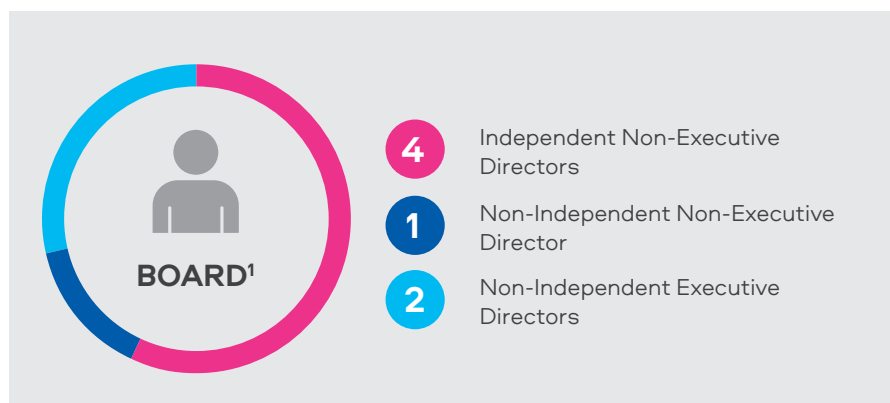 BOARD¹
4
Independent Non-Executive
Directors
1
Non-Independent Non-Executive
Director
2
Non-Independent Executive
Directors